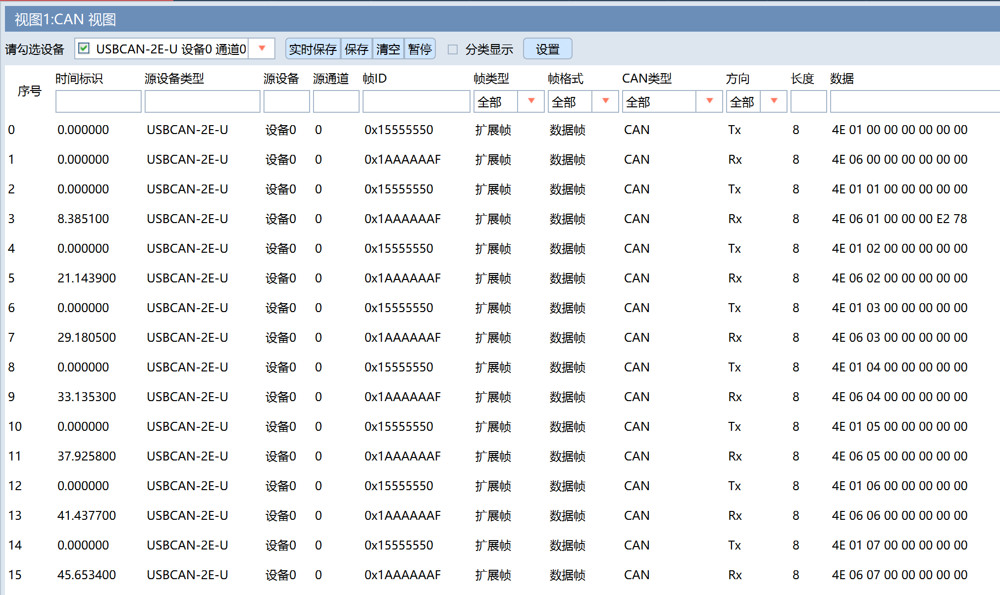 视图1:CAN 视图
请勾选设备 USBCAN-2E-U 设备0 通道0 实时保存 保存 清空 暂停 分类显示 设置
序号 时间标识 源设备类型 源设备 源通道 帧ID 帧类型 帧格式 CAN类型 方向 长度 数据
全部 全部 全部 全部
0 0.000000 USBCAN-2E-U 设备0 0 0x15555550 扩展帧 数据帧 CAN Tx 8 4E 01 00 00 00 00 00 00
1 0.000000 USBCAN-2E-U 设备0 0 0x1AAAAAAF 扩展帧 数据帧 CAN Rx 8 4E 06 00 00 00 00 00 00
2 0.000000 USBCAN-2E-U 设备0 0 0x15555550 扩展帧 数据帧 CAN Tx 8 4E 01 01 00 00 00 00 00
3 8.385100 USBCAN-2E-U 设备0 0 0x1AAAAAAF 扩展帧 数据帧 CAN Rx 8 4E 06 01 00 00 00 E2 78
4 0.000000 USBCAN-2E-U 设备0 0 0x15555550 扩展帧 数据帧 CAN Tx 8 4E 01 02 00 00 00 00 00
5 21.143900 USBCAN-2E-U 设备0 0 0x1AAAAAAF 扩展帧 数据帧 CAN Rx 8 4E 06 02 00 00 00 00 00
6 0.000000 USBCAN-2E-U 设备0 0 0x15555550 扩展帧 数据帧 CAN Tx 8 4E 01 03 00 00 00 00 00
7 29.180500 USBCAN-2E-U 设备0 0 0x1AAAAAAF 扩展帧 数据帧 CAN Rx 8 4E 06 03 00 00 00 00 00
8 0.000000 USBCAN-2E-U 设备0 0 0x15555550 扩展帧 数据帧 CAN Tx 8 4E 01 04 00 00 00 00 00
9 33.135300 USBCAN-2E-U 设备0 0 0x1AAAAAAF 扩展帧 数据帧 CAN Rx 8 4E 06 04 00 00 00 00 00
10 0.000000 USBCAN-2E-U 设备0 0 0x15555550 扩展帧 数据帧 CAN Tx 8 4E 01 05 00 00 00 00 00
11 37.925800 USBCAN-2E-U 设备0 0 0x1AAAAAAF 扩展帧 数据帧 CAN Rx 8 4E 06 05 00 00 00 00 00
12 0.000000 USBCAN-2E-U 设备0 0 0x15555550 扩展帧 数据帧 CAN Tx 8 4E 01 06 00 00 00 00 00
13 41.437700 USBCAN-2E-U 设备0 0 0x1AAAAAAF 扩展帧 数据帧 CAN Rx 8 4E 06 06 00 00 00 00 00
14 0.000000 USBCAN-2E-U 设备0 0 0x15555550 扩展帧 数据帧 CAN Tx 8 4E 01 07 00 00 00 00 00
15 45.653400 USBCAN-2E-U 设备0 0 0x1AAAAAAF 扩展帧 数据帧 CAN Rx 8 4E 06 07 00 00 00 00 00